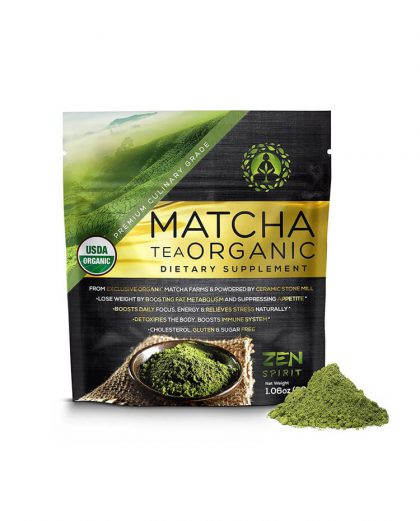 PREMIUM CULINARY GRADE
USDA
ORGANIC
MATCHA
TEAORGANIC
DIETARY SUPPLEMENT
FROM EXCLUSIVE ORGANIC MATCHA FARMS & POWDERED BY CERAMIC STONE MILL
•LOSE WEIGHT BY BOOSTING FAT METABOLISM AND SUPPRESSING APPETITE*
•BOOSTS DAILY FOCUS, ENERGY & RELIEVES STRESS NATURALLY*
•DETOXIFIES THE BODY, BOOSTS IMMUNE SYSTEM*
•CHOLESTEROL, GLUTEN & SUGAR FREE
ZEN
SPIRIT
Net Weight
1.06oz